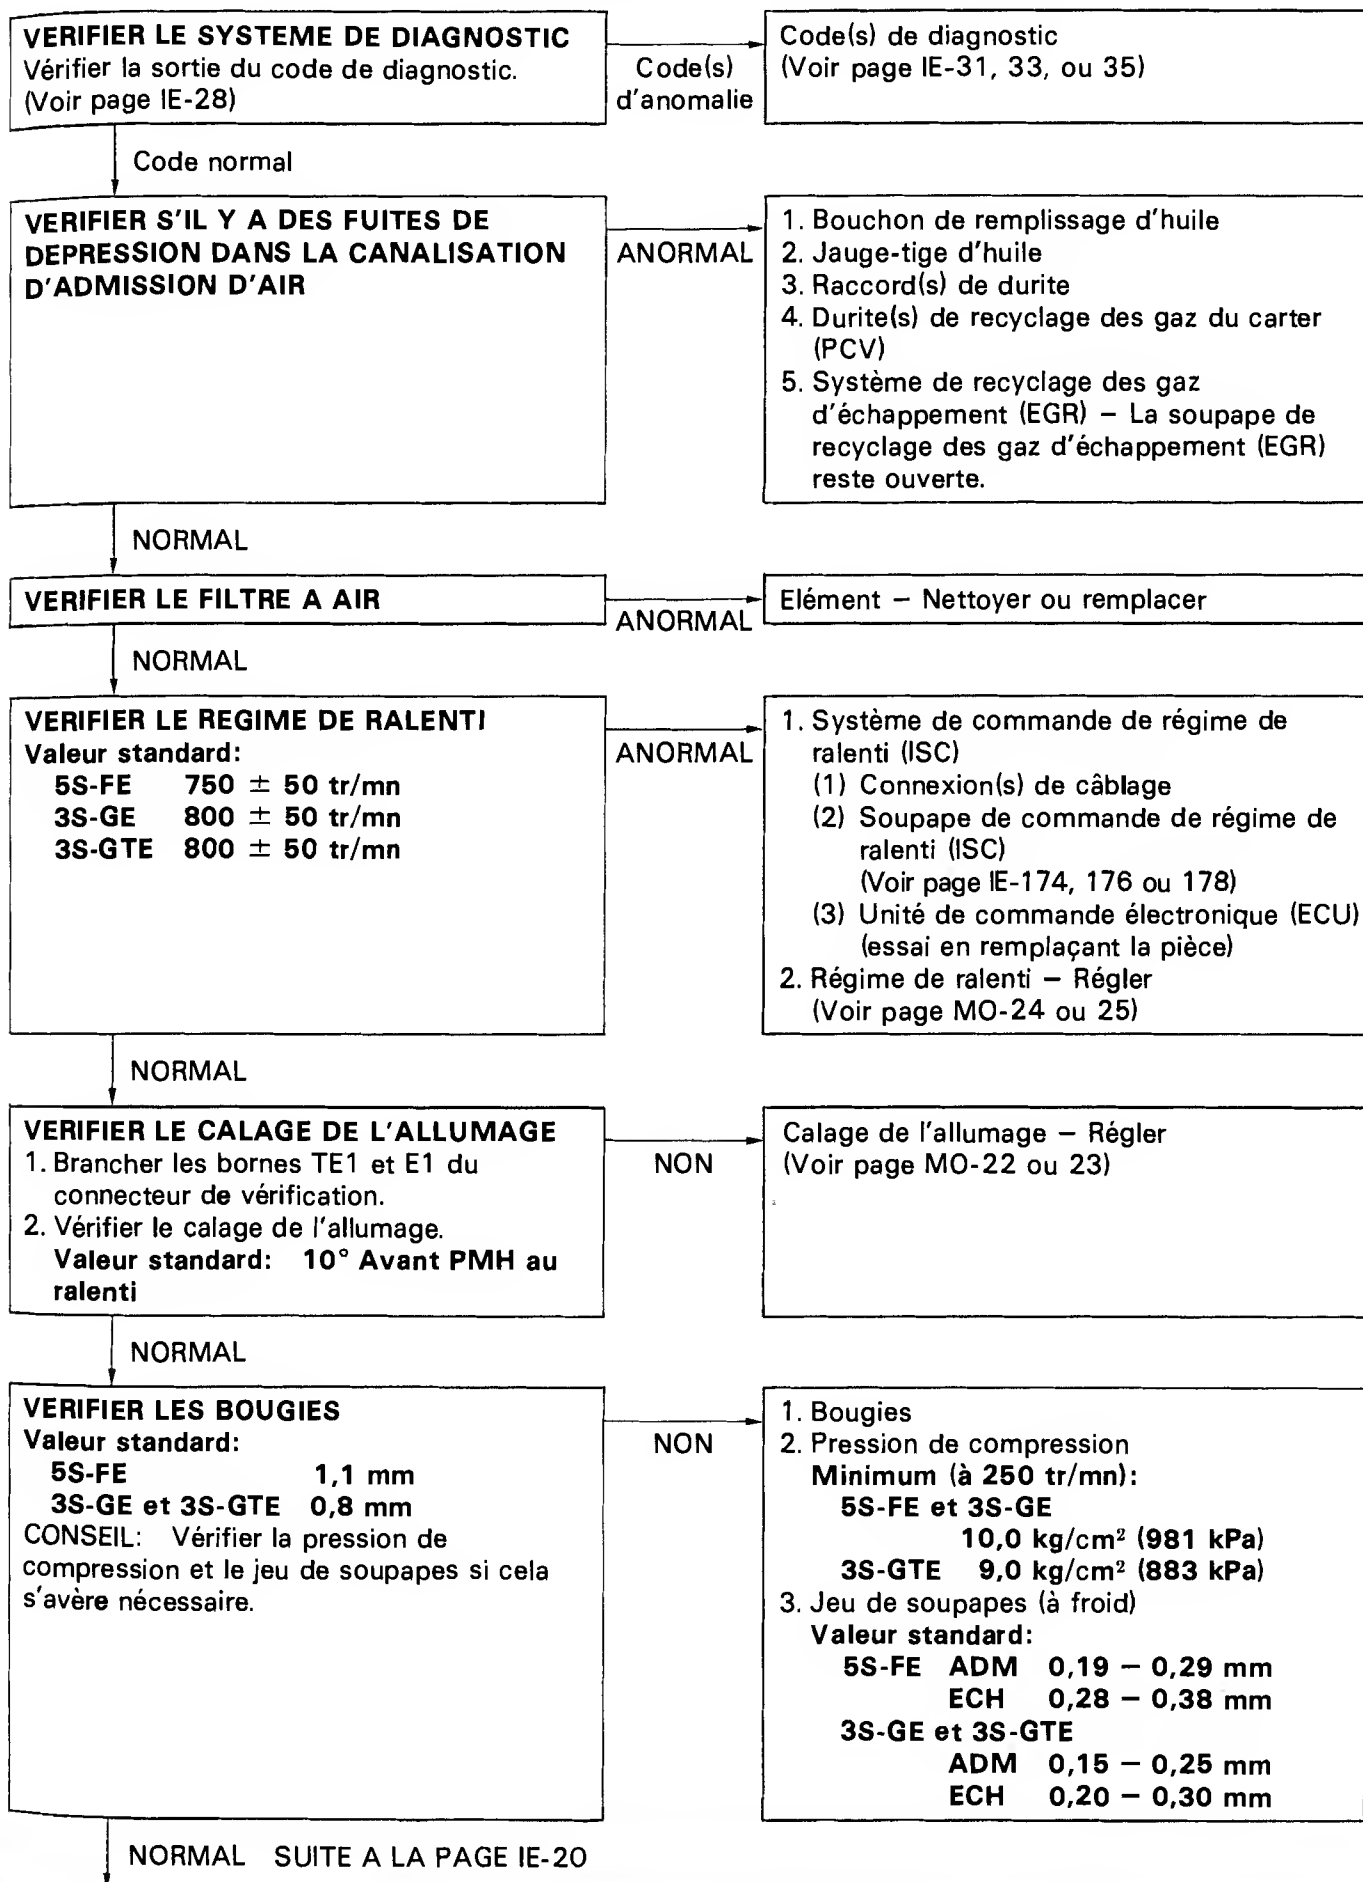 VERIFIER LE SYSTEME DE DIAGNOSTIC
Vérifier la sortie du code de diagnostic.
(Voir page IE-28)
Code(s)
d'anomalie
Code(s) de diagnostic
(Voir page IE-31, 33, ou 35)
Code normal
VERIFIER S'IL Y A DES FUITES DE
DEPRESSION DANS LA CANALISATION
D'ADMISSION D'AIR
ANORMAL
1. Bouchon de remplissage d'huile
2. Jauge-tige d'huile
3. Raccord(s) de durite
4. Durite(s) de recyclage des gaz du carter
(PCV)
5. Système de recyclage des gaz
d'échappement (EGR) — La soupape de
recyclage des gaz d'échappement (EGR)
reste ouverte.
NORMAL
VERIFIER LE FILTRE A AIR
ANORMAL
Elément — Nettoyer ou remplacer
NORMAL
VERIFIER LE REGIME DE RALENTI
Valeur standard:
5S-FE 750 ± 50 tr/mn
3S-GE 800 ± 50 tr/mn
3S-GTE 800 ± 50 tr/mn
ANORMAL
1. Système de commande de régime de
ralenti (ISC)
(1) Connexion(s) de câblage
(2) Soupape de commande de régime de
ralenti (ISC)
(Voir page IE-174, 176 ou 178)
(3) Unité de commande électronique (ECU)
(essai en remplaçant la pièce)
2. Régime de ralenti — Régler
(Voir page MO-24 ou 25)
NORMAL
VERIFIER LE CALAGE DE L'ALLUMAGE
1. Brancher les bornes TE1 et E1 du
connecteur de vérification.
2. Vérifier le calage de l'allumage.
Valeur standard: 10° Avant PMH au
ralenti
NON
Calage de l'allumage — Régler
(Voir page MO-22 ou 23)
NORMAL
VERIFIER LES BOUGIES
Valeur standard:
5S-FE 1,1 mm
3S-GE et 3S-GTE 0,8 mm
CONSEIL: Vérifier la pression de
compression et le jeu de soupapes si cela
s'avère nécessaire.
NON
1. Bougies
2. Pression de compression
Minimum (à 250 tr/mn):
5S-FE et 3S-GE
10,0 kg/cm² (981 kPa)
3S-GTE 9,0 kg/cm² (883 kPa)
3. Jeu de soupapes (à froid)
Valeur standard:
5S-FE ADM 0,19 — 0,29 mm
ECH 0,28 — 0,38 mm
3S-GE et 3S-GTE
ADM 0,15 — 0,25 mm
ECH 0,20 — 0,30 mm
NORMAL SUITE A LA PAGE IE-20